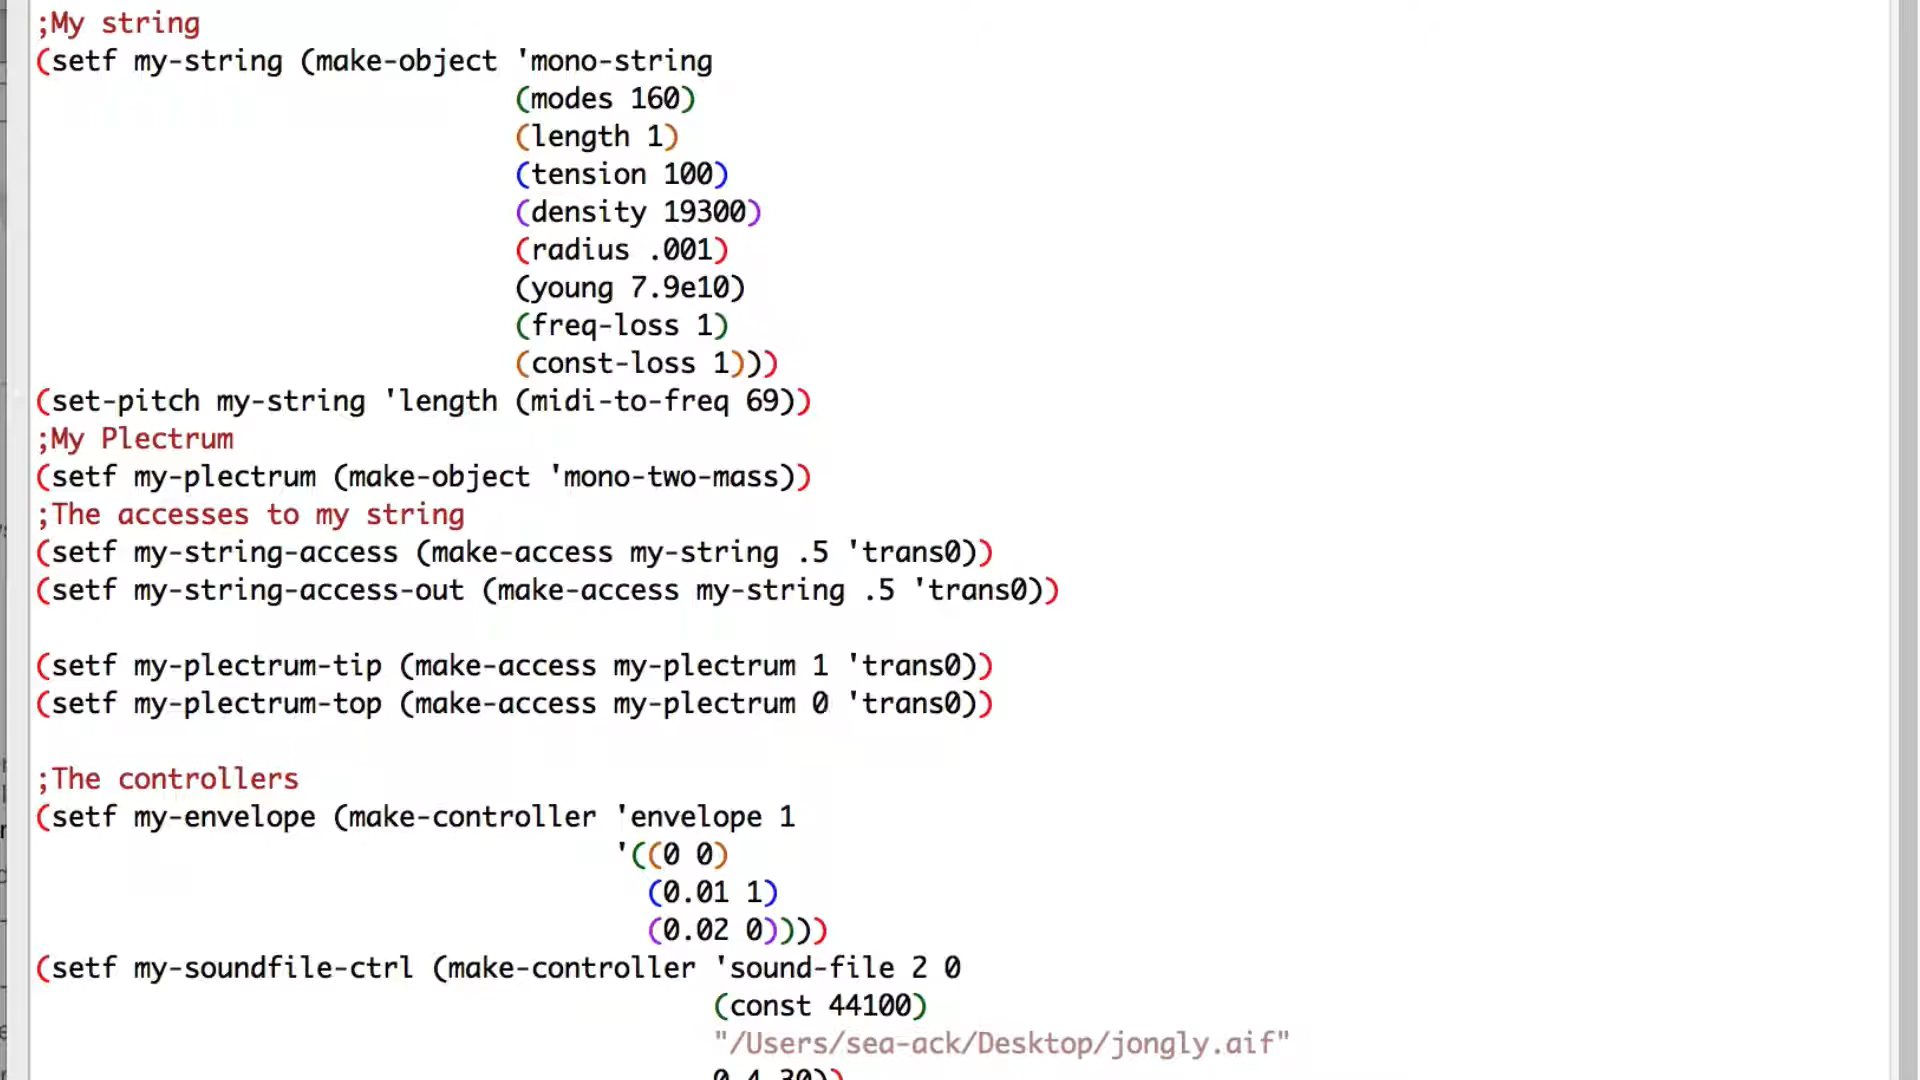 ;My string
(setf my-string (make-object 'mono-string
(modes 160)
(length 1)
(tension 100)
(density 19300)
(radius .001)
(young 7.9e10)
(freq-loss 1)
(const-loss 1)))
(set-pitch my-string 'length (midi-to-freq 69))
;My Plectrum
(setf my-plectrum (make-object 'mono-two-mass))
;The accesses to my string
(setf my-string-access (make-access my-string .5 'trans0))
(setf my-string-access-out (make-access my-string .5 'trans0))
(setf my-plectrum-tip (make-access my-plectrum 1 'trans0))
(setf my-plectrum-top (make-access my-plectrum 0 'trans0))
;The controllers
(setf my-envelope (make-controller 'envelope 1
'((0 0)
(0.01 1)
(0.02 0))))
(setf my-soundfile-ctrl (make-controller 'sound-file 2 0
(const 44100)
"/Users/sea-ack/Desktop/jongly.aif"
0 4 30))